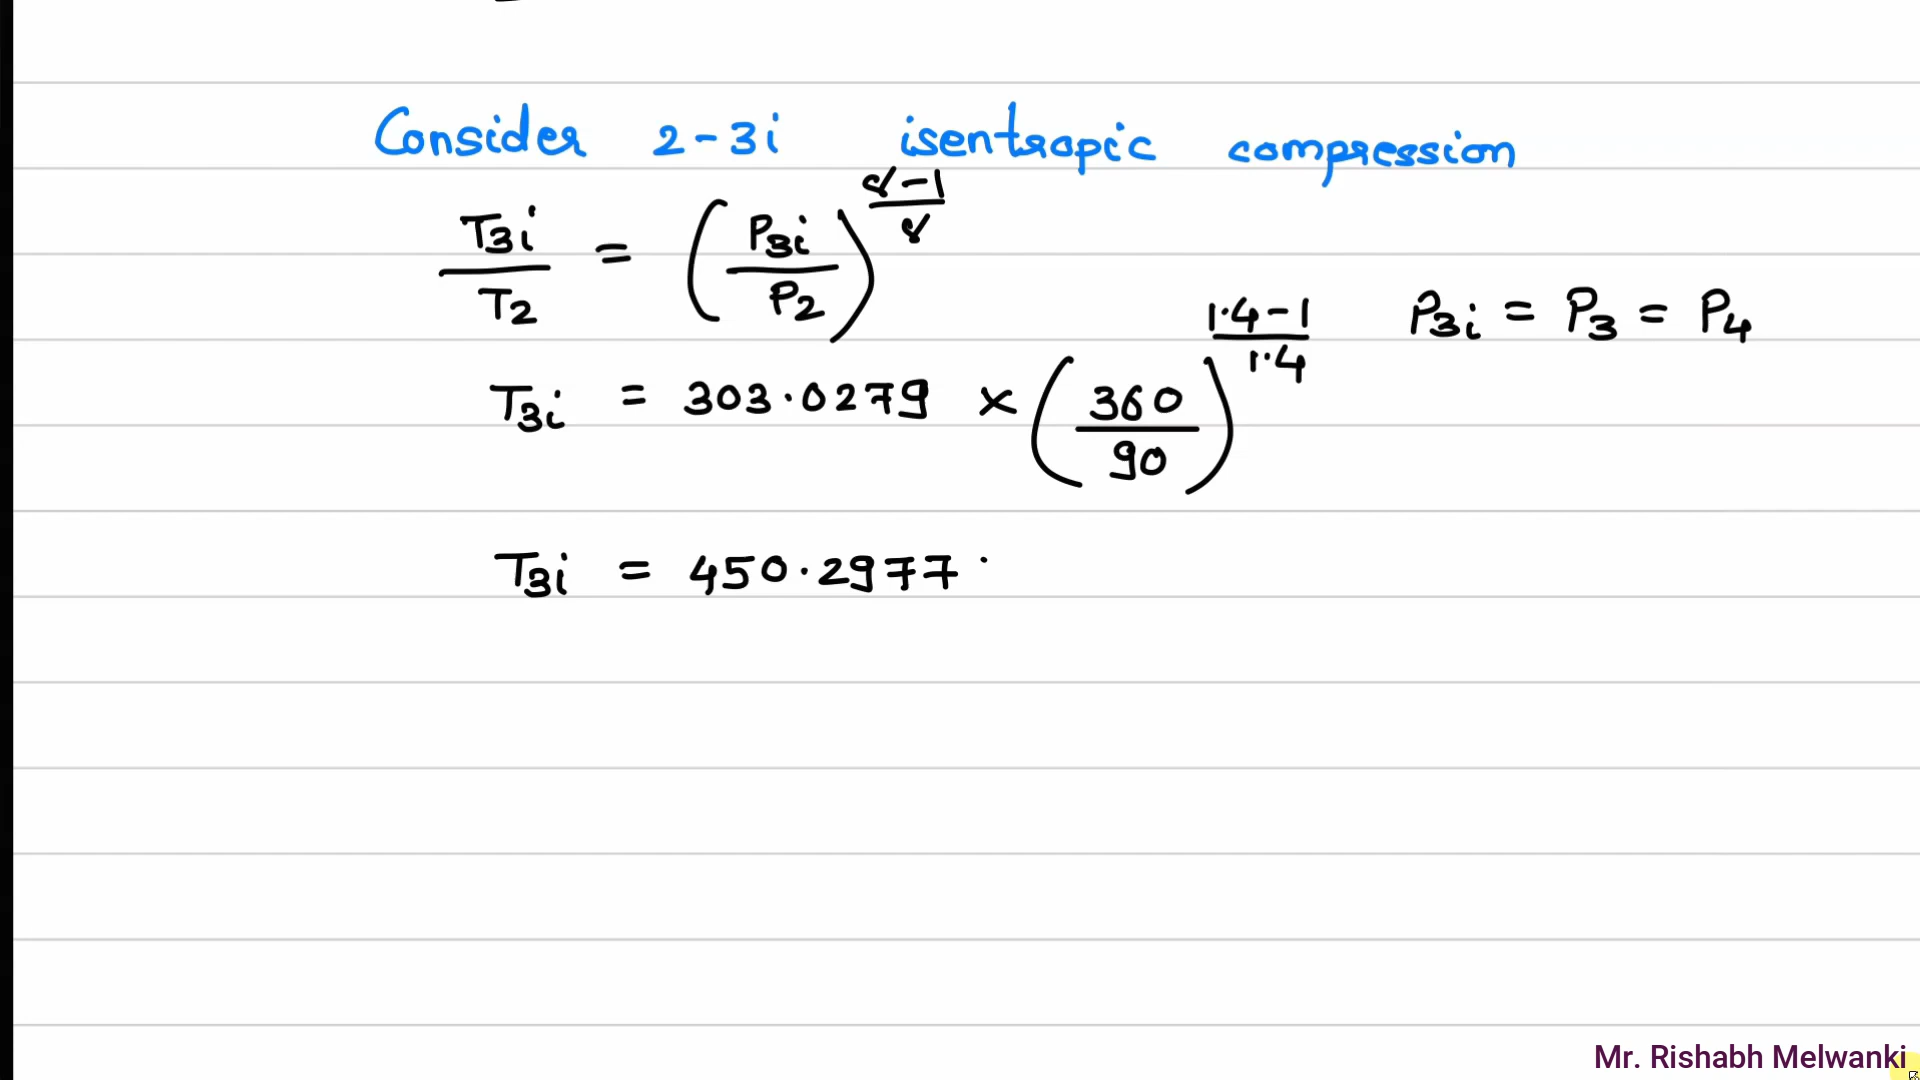 Consider 2-3i isentropic compression
T3i/T2 = (P3i/P2)^(γ-1)/γ
T3i = 303.0279 × (360/90)^(1.4-1)/1.4 P3i = P3 = P4
T3i = 450.2977
Mr. Rishabh Melwanki